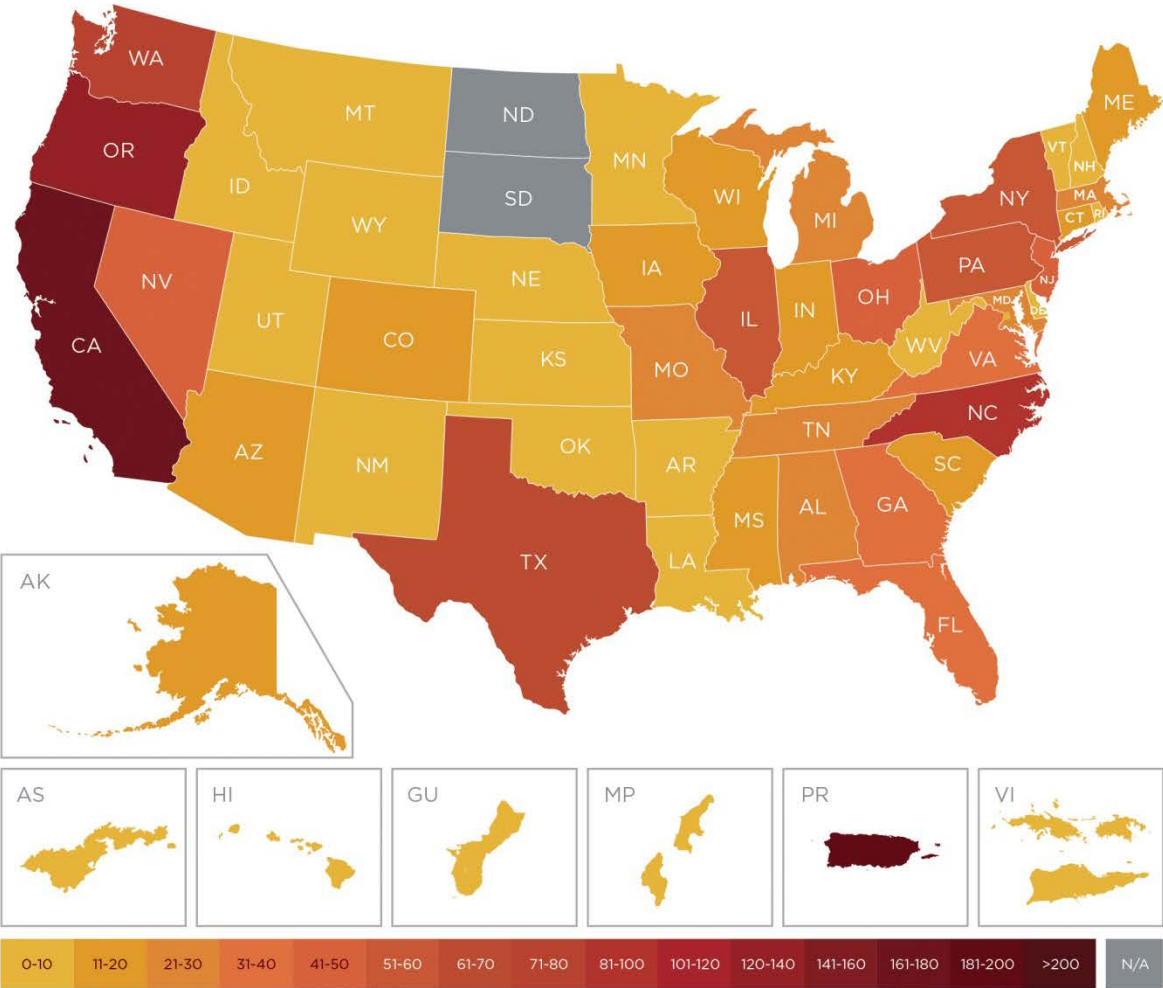 WA
MT
ND
MN
ME
OR
ID
SD
WI
MI
VT
NH
NY
MA
CT
RI
WY
NE
IA
PA
NJ
NV
UT
CO
KS
IL
IN
OH
MD
DE
WV
VA
CA
MO
KY
NC
AZ
NM
OK
AR
TN
SC
MS
AL
GA
TX
LA
FL
AK
AS
HI
GU
MP
PR
VI
0-10 11-20 21-30 31-40 41-50 51-60 61-70 71-80 81-100 101-120 120-140 141-160 161-180 181-200 >200 N/A